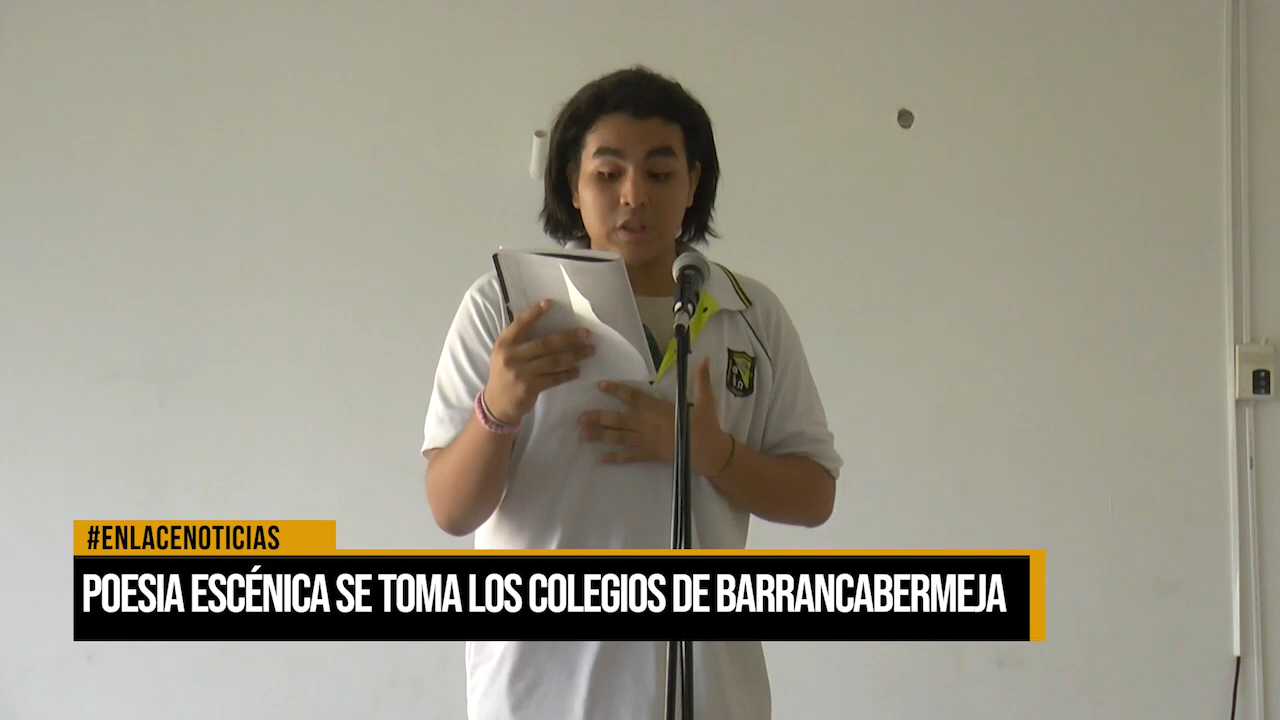 #ENLACENOTICIAS
POESIA ESCÉNICA SE TOMA LOS COLEGIOS DE BARRANCABERMEJA